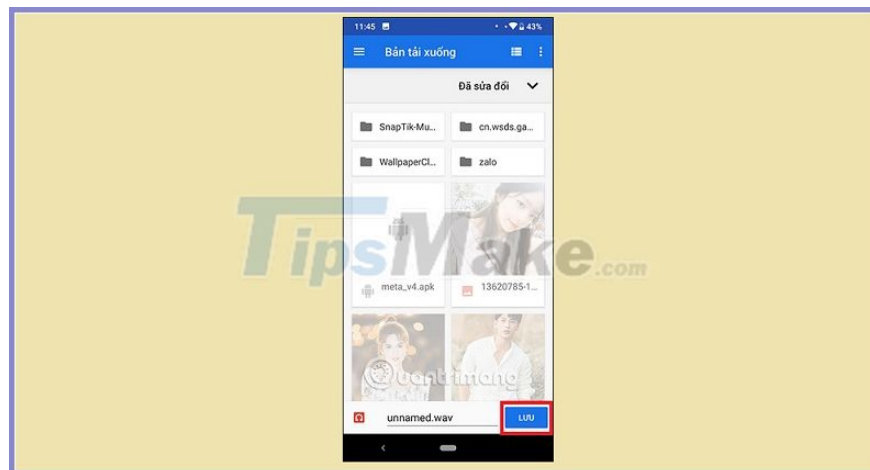 11:45
43%
Bản tải xuống
Đã sửa đổi
SnapTik-Mu...
cn.wsds.ga...
WallpaperCl...
zalo
TipsMake.com
meta_v4.apk
13620785-1...
Quantrimang
unnamed.wav
LƯU